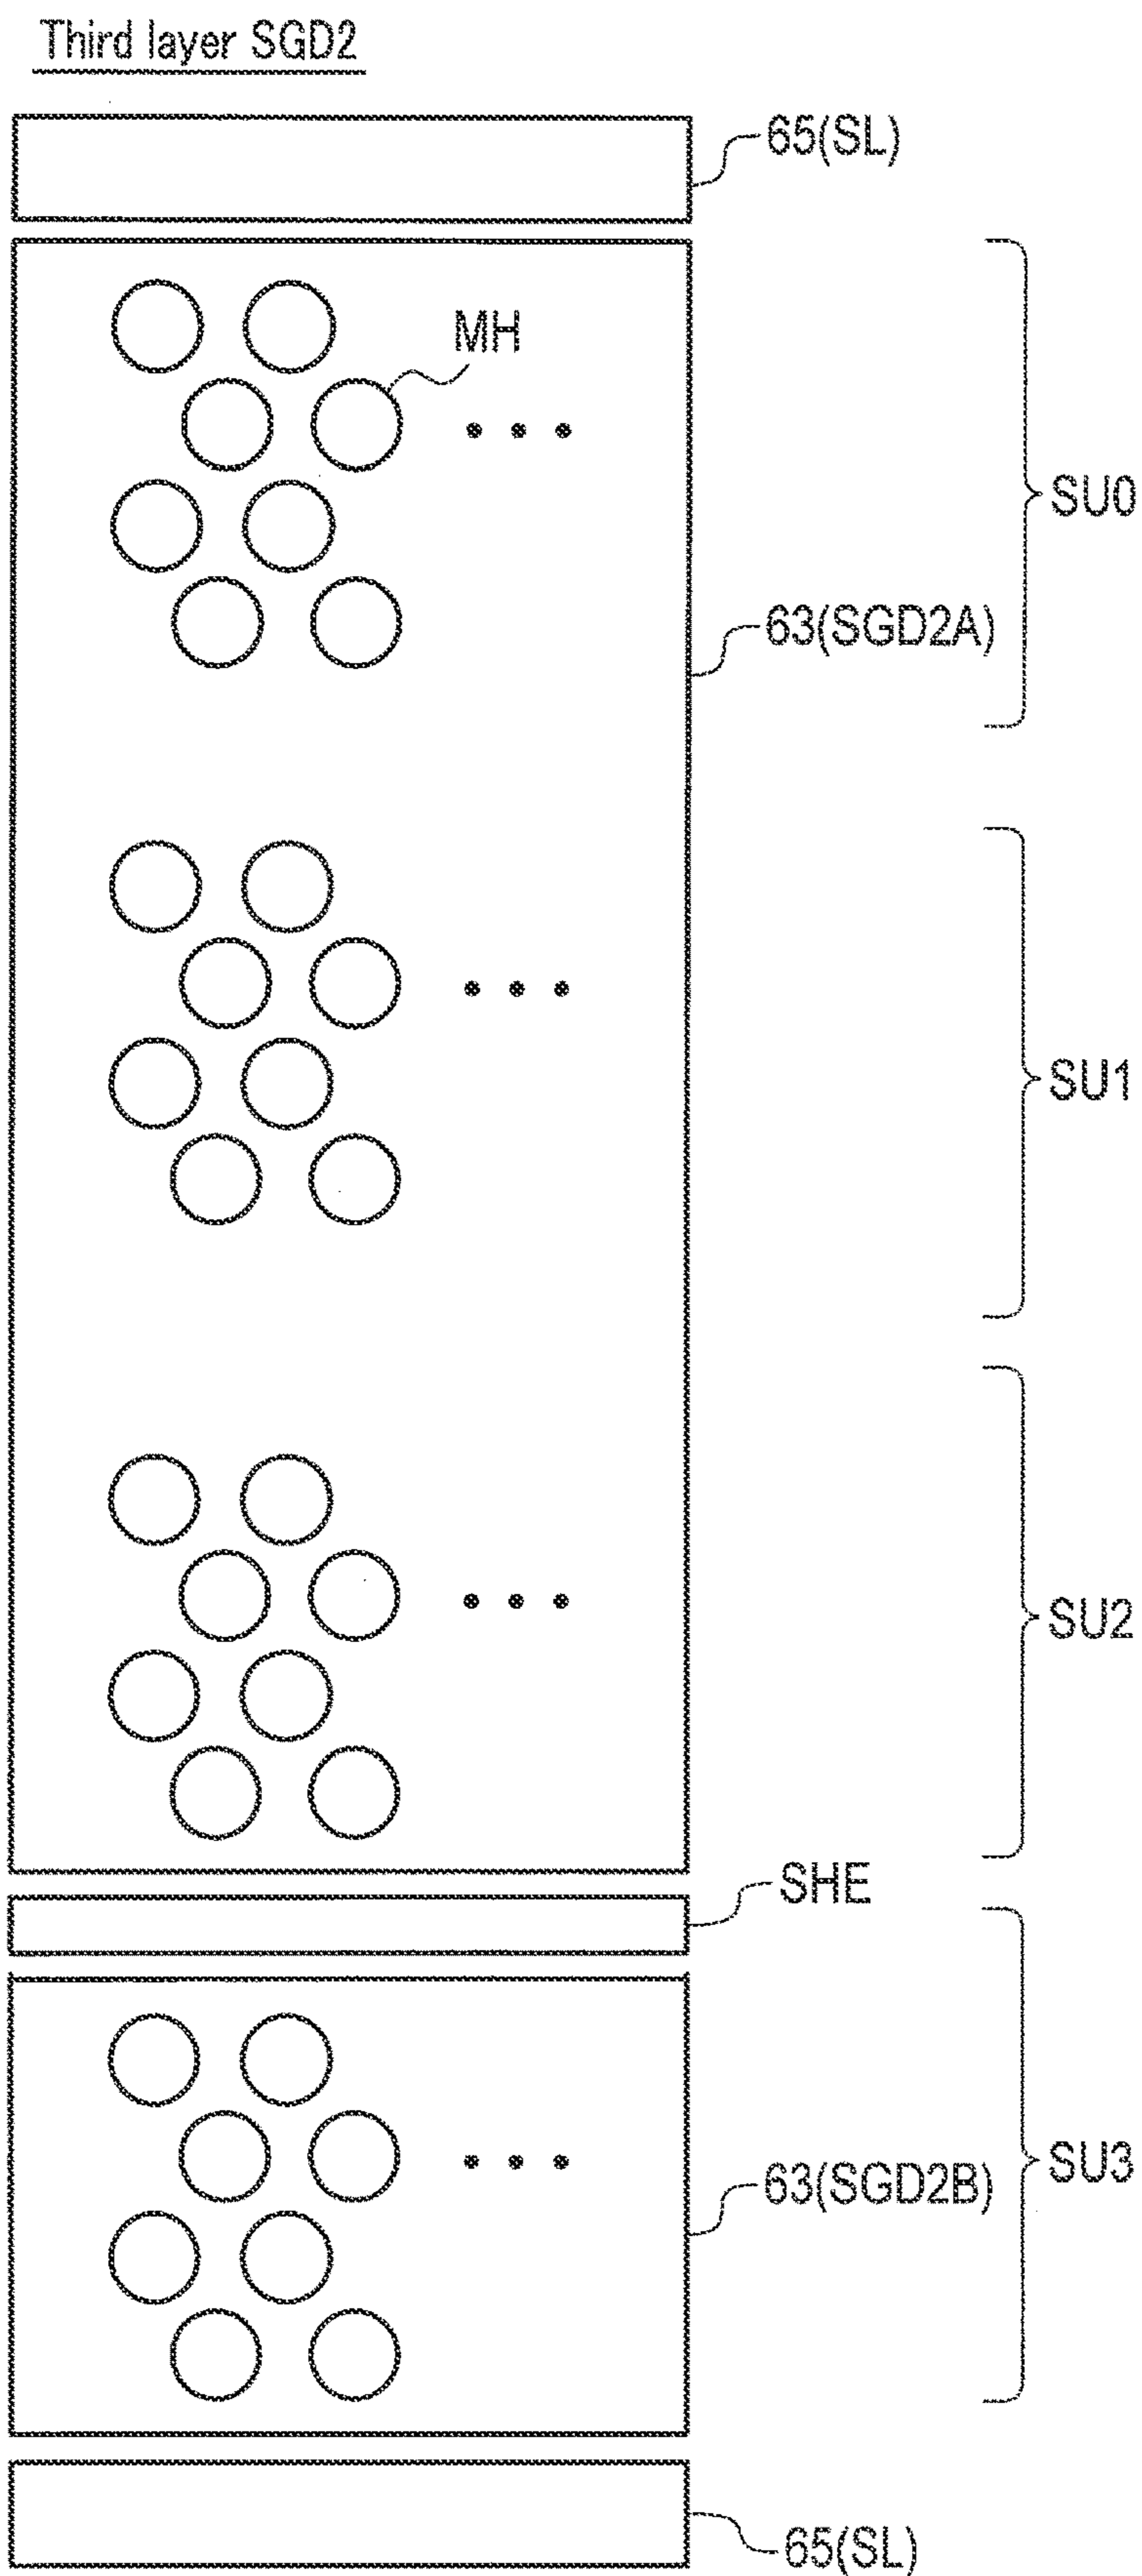 Third layer SGD2
65(SL)
MH
SU0
63(SGD2A)
SU1
SU2
SHE
63(SGD2B)
SU3
65(SL)